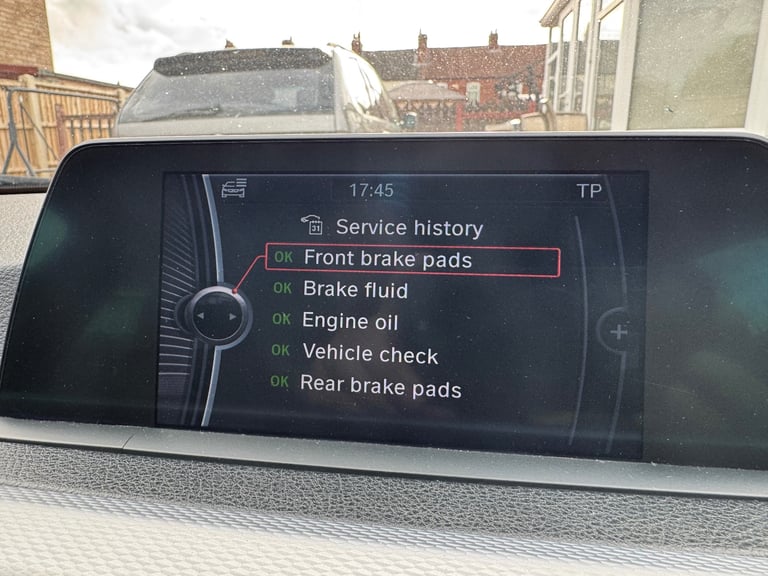 17:45 TP
31 Service history
OK Front brake pads
OK Brake fluid
OK Engine oil
OK Vehicle check
OK Rear brake pads